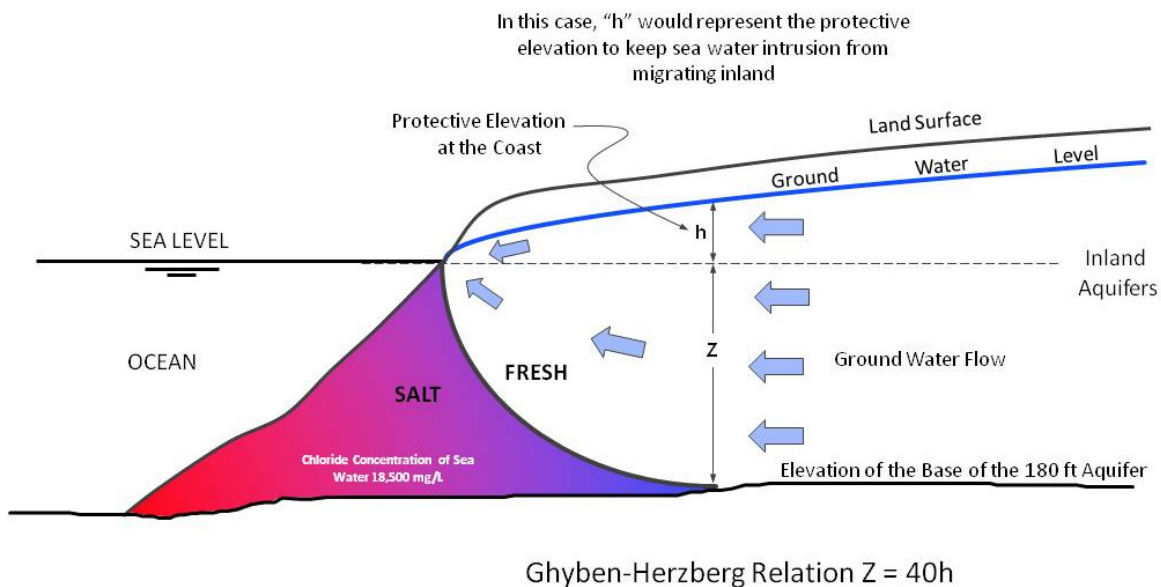 In this case, “h” would represent the protective
elevation to keep sea water intrusion from
migrating inland
Protective Elevation
at the Coast
Land Surface
Ground Water Level
SEA LEVEL
h
Inland
Aquifers
OCEAN
Z
FRESH
Ground Water Flow
SALT
Chloride Concentration of Sea
Water 18,500 mg/L
Elevation of the Base of the 180 ft Aquifer
Ghyben-Herzberg Relation Z = 40h